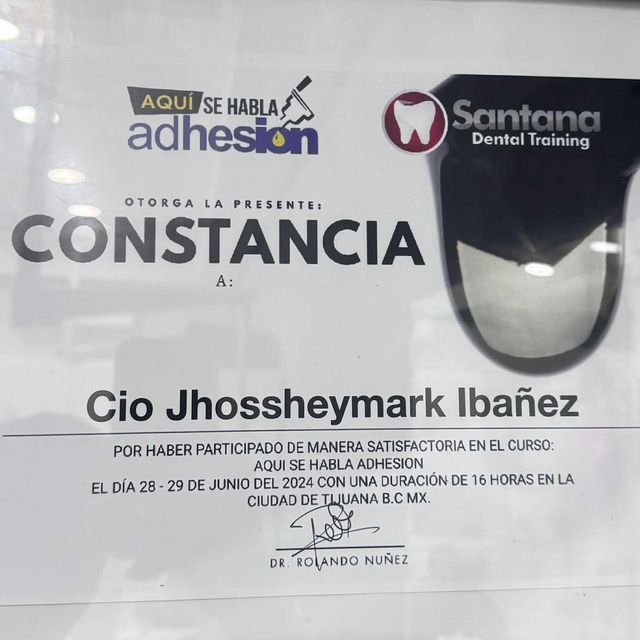 AQUÍ SE HABLA
adhesion
Santana
Dental Training
OTORGA LA PRESENTE:
CONSTANCIA
A:
Cio Jhossheymark Ibañez
POR HABER PARTICIPADO DE MANERA SATISFACTORIA EN EL CURSO:
AQUI SE HABLA ADHESION
EL DÍA 28 - 29 DE JUNIO DEL 2024 CON UNA DURACIÓN DE 16 HORAS EN LA
CIUDAD DE TIJUANA B.C MX.
DR. ROLANDO NUÑEZ